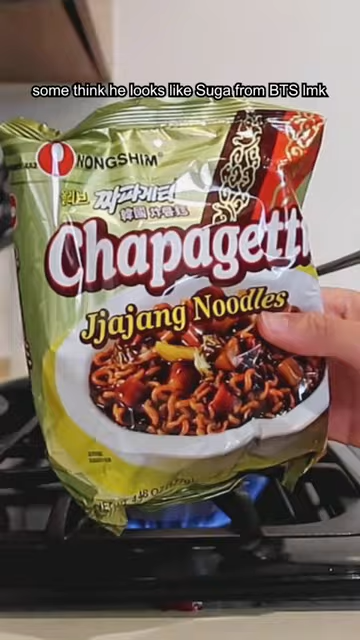 some think he looks like Suga from BTS lmk
NONGSHIM
짜파게티
Chapagetti
Jjajang Noodles